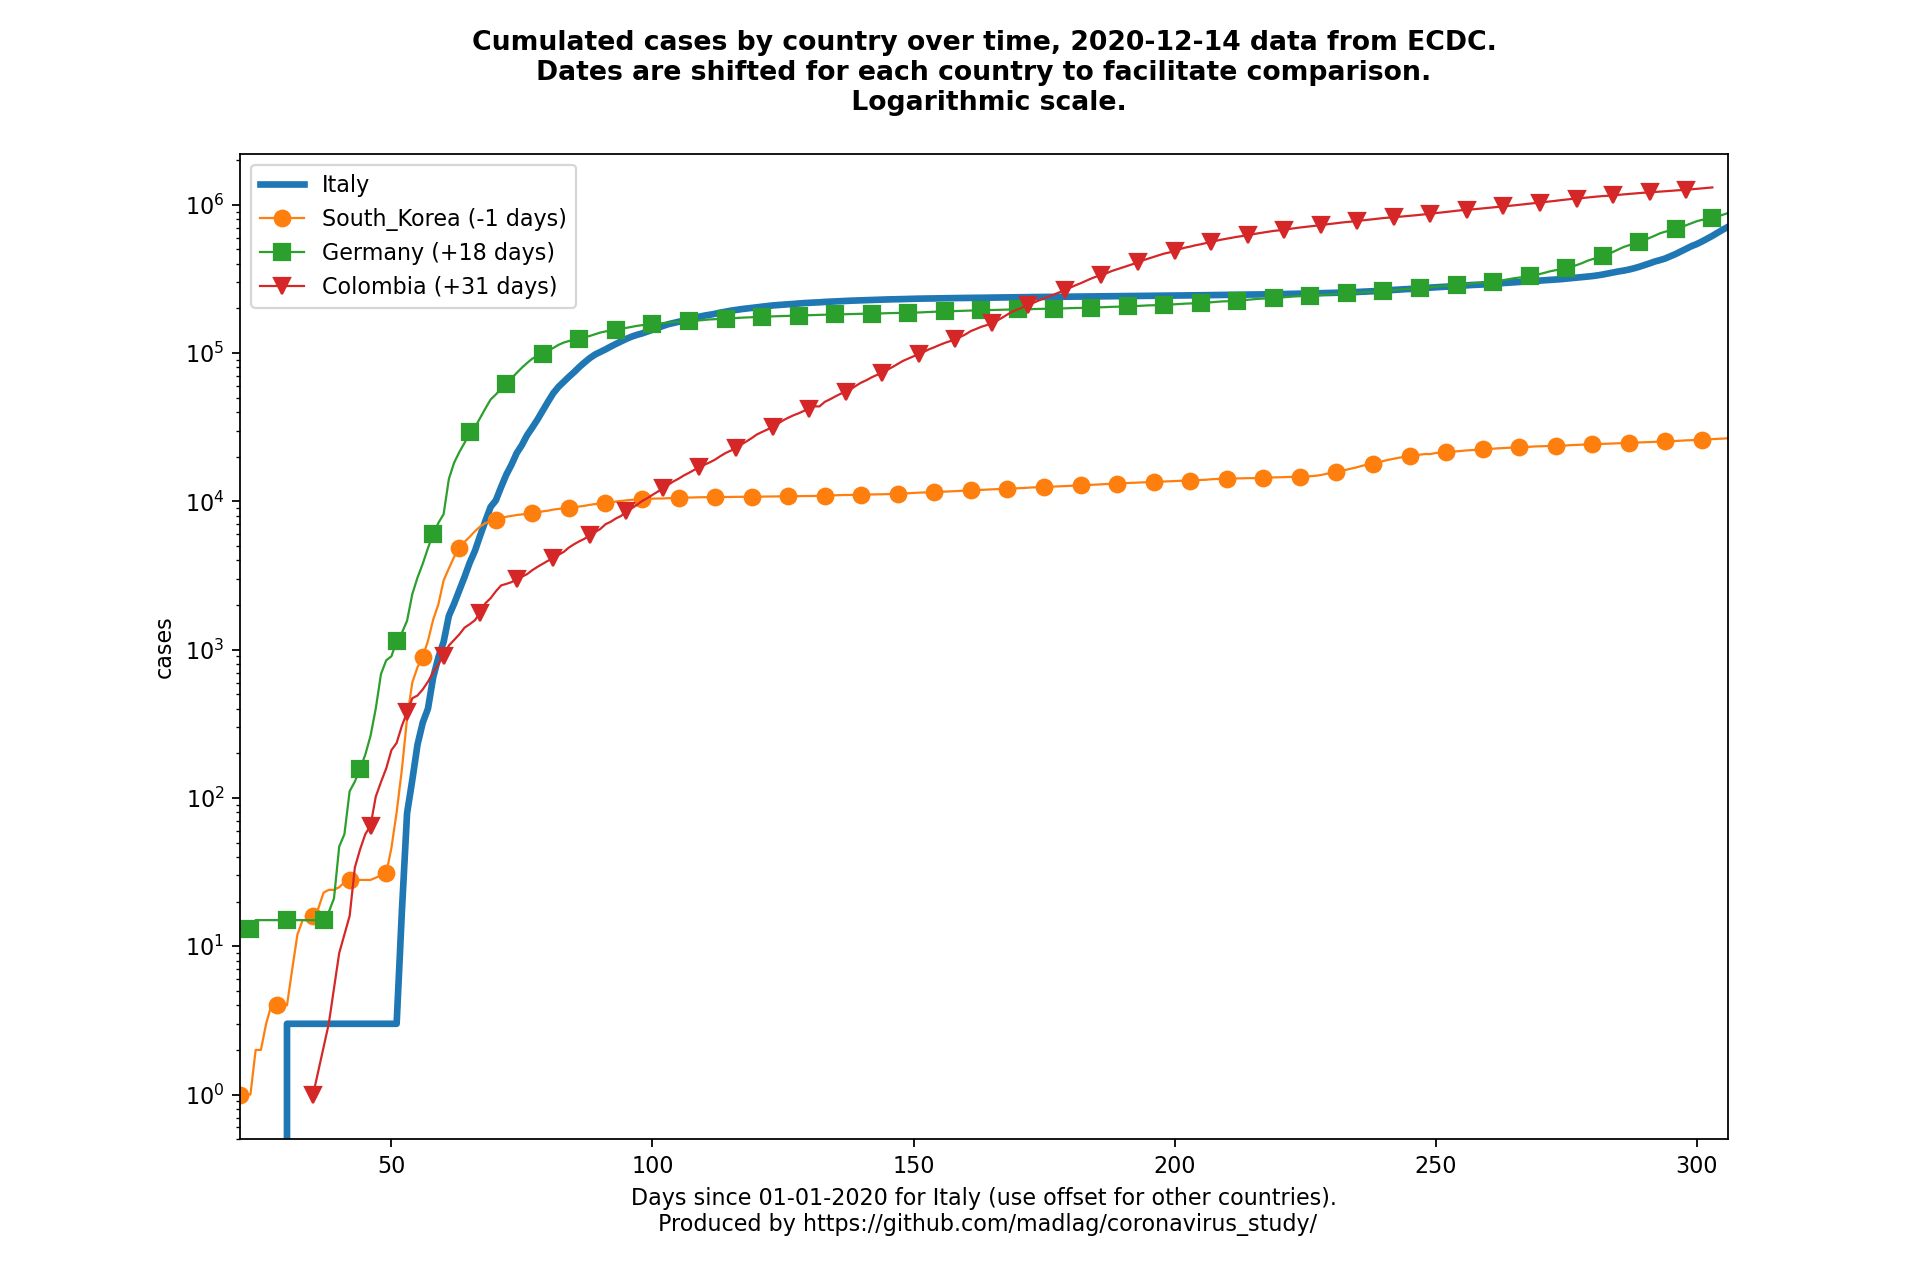 Cumulated cases by country over time, 2020-12-14 data from ECDC.
Dates are shifted for each country to facilitate comparison.
Logarithmic scale.
Italy
South_Korea (-1 days)
Germany (+18 days)
Colombia (+31 days)
10^6
10^5
10^4
10^3
10^2
10^1
10^0
cases
50 100 150 200 250 300
Days since 01-01-2020 for Italy (use offset for other countries).
Produced by https://github.com/madlag/coronavirus_study/